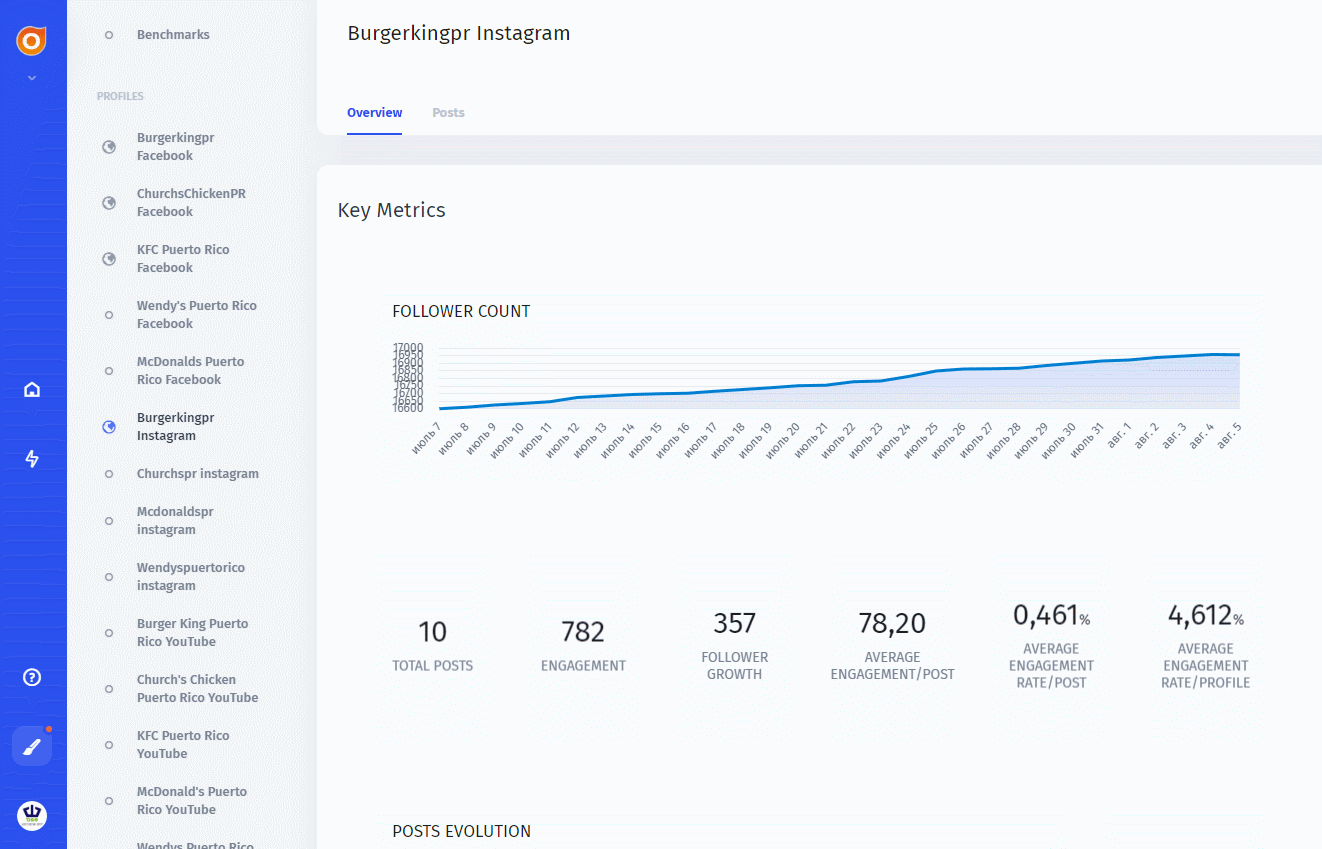 Benchmarks
PROFILES
Burgerkingpr
Facebook
ChurchsChickenPR
Facebook
KFC Puerto Rico
Facebook
Wendy's Puerto Rico
Facebook
McDonalds Puerto
Rico Facebook
Burgerkingpr
Instagram
Churchspr instagram
Mcdonaldspr
instagram
Wendyspuertorico
instagram
Burger King Puerto
Rico YouTube
Church's Chicken
Puerto Rico YouTube
KFC Puerto Rico
YouTube
McDonald's Puerto
Rico YouTube
Wendys Puerto Rico
Burgerkingpr Instagram
Overview Posts
Key Metrics
FOLLOWER COUNT
17000
16950
16900
16850
16800
16750
16700
16650
16600
июль 7 июль 8 июль 9 июль 10 июль 11 июль 12 июль 13 июль 14 июль 15 июль 16 июль 17 июль 18 июль 19 июль 20 июль 21 июль 22 июль 23 июль 24 июль 25 июль 26 июль 27 июль 28 июль 29 июль 30 июль 31 авг. 1 авг. 2 авг. 3 авг. 4 авг. 5
10
TOTAL POSTS
782
ENGAGEMENT
357
FOLLOWER
GROWTH
78,20
AVERAGE
ENGAGEMENT/POST
0,461%
AVERAGE
ENGAGEMENT
RATE/POST
4,612%
AVERAGE
ENGAGEMENT
RATE/PROFILE
POSTS EVOLUTION